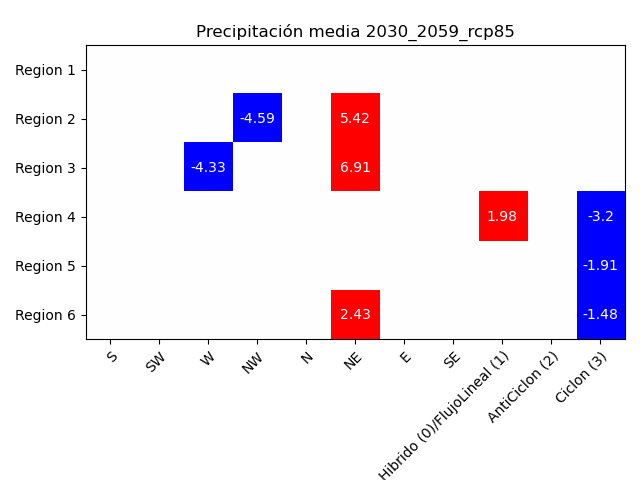 Precipitación media 2030_2059_rcp85
Region 1
Region 2 -4.59 5.42
Region 3 -4.33 6.91
Region 4 1.98 -3.2
Region 5 -1.91
Region 6 2.43 -1.48
S SW W NW N NE E SE Hibrido (0)/FlujoLineal (1) AntiCiclon (2) Ciclon (3)